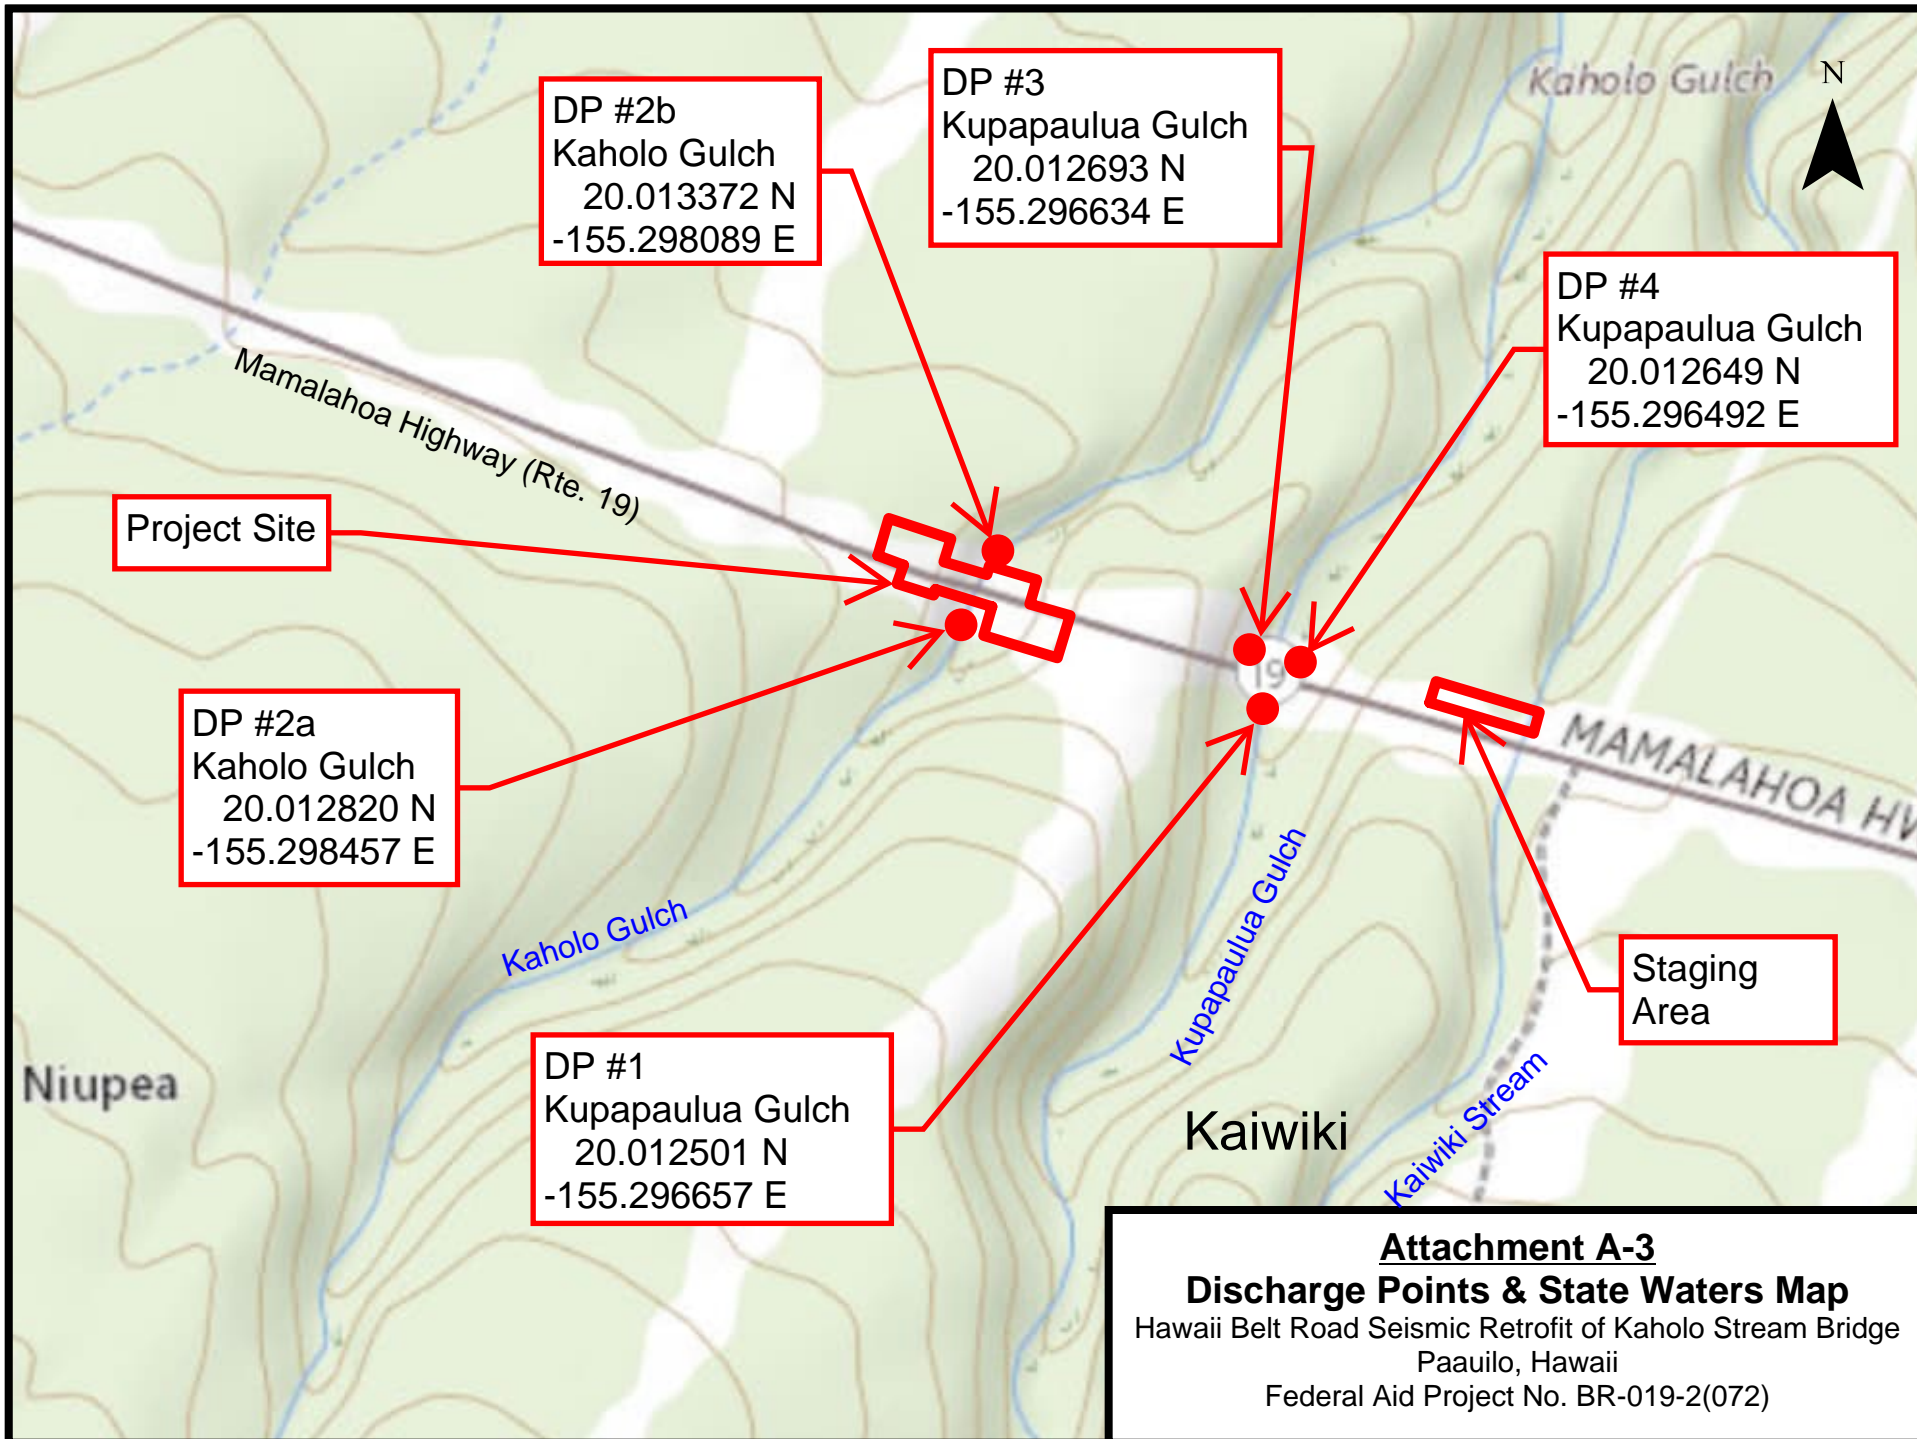 DP #2b
Kaholo Gulch
20.013372 N
-155.298089 E
DP #3
Kupapaulua Gulch
20.012693 N
-155.296634 E
Kaholo Gulch
N
DP #4
Kupapaulua Gulch
20.012649 N
-155.296492 E
Mamalahoa Highway (Rte. 19)
Project Site
19
DP #2a
Kaholo Gulch
20.012820 N
-155.298457 E
MAMALAHOA HW
Kaholo Gulch
Kupapaulua Gulch
Staging
Area
Niupea
DP #1
Kupapaulua Gulch
20.012501 N
-155.296657 E
Kaiwiki
Kaiwiki Stream
Attachment A-3
Discharge Points & State Waters Map
Hawaii Belt Road Seismic Retrofit of Kaholo Stream Bridge
Paauilo, Hawaii
Federal Aid Project No. BR-019-2(072)